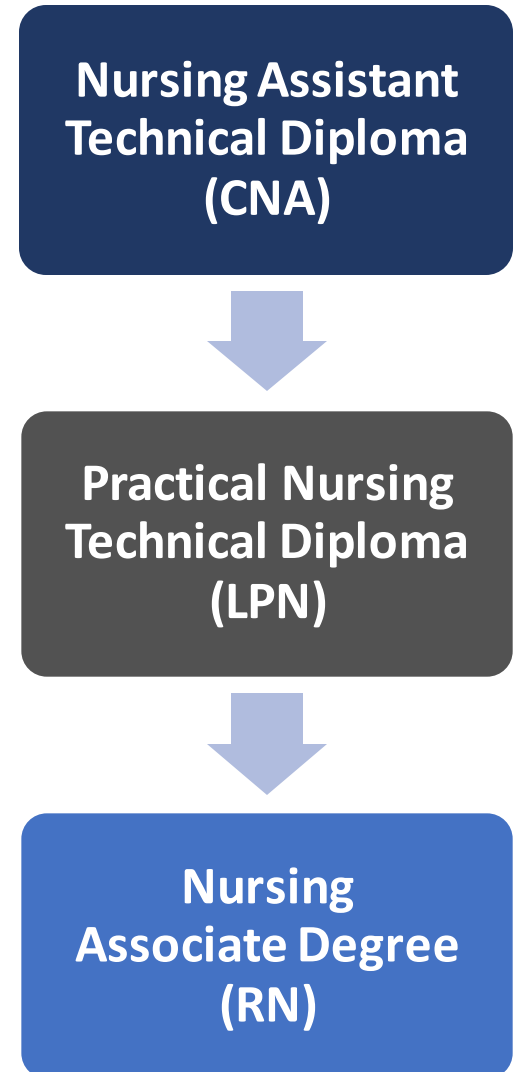 Nursing Assistant
Technical Diploma
(CNA)
Practical Nursing
Technical Diploma
(LPN)
Nursing
Associate Degree
(RN)